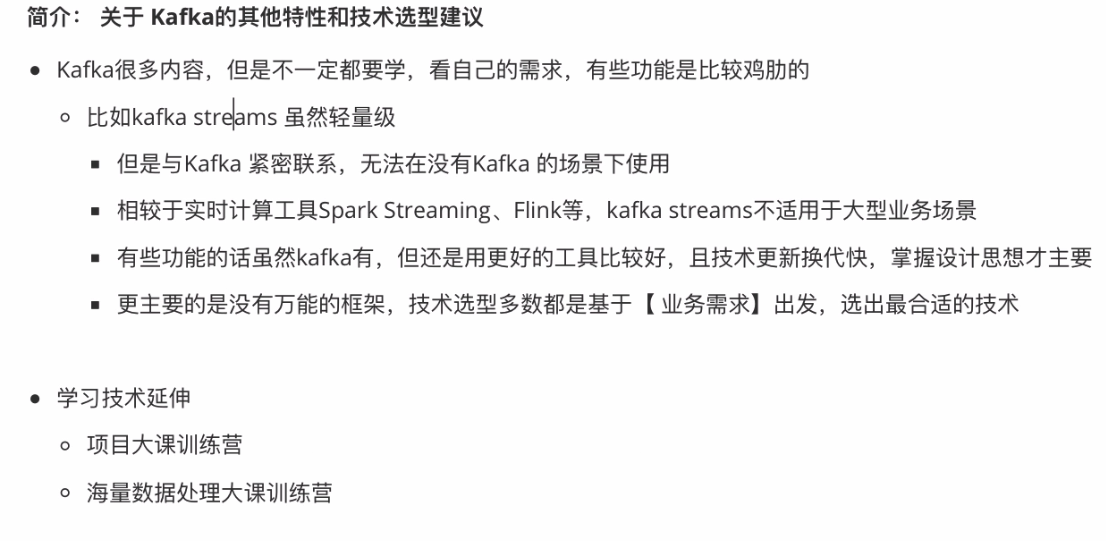 简介： 关于 Kafka的其他特性和技术选型建议
Kafka很多内容，但是不一定都要学，看自己的需求，有些功能是比较鸡肋的
比如kafka streams 虽然轻量级
但是与Kafka 紧密联系，无法在没有Kafka 的场景下使用
相较于实时计算工具Spark Streaming、Flink等，kafka streams不适用于大型业务场景
有些功能的话虽然kafka有，但还是用更好的工具比较好，且技术更新换代快，掌握设计思想才主要
更主要的是没有万能的框架，技术选型多数都是基于【 业务需求】出发，选出最合适的技术
学习技术延伸
项目大课训练营
海量数据处理大课训练营